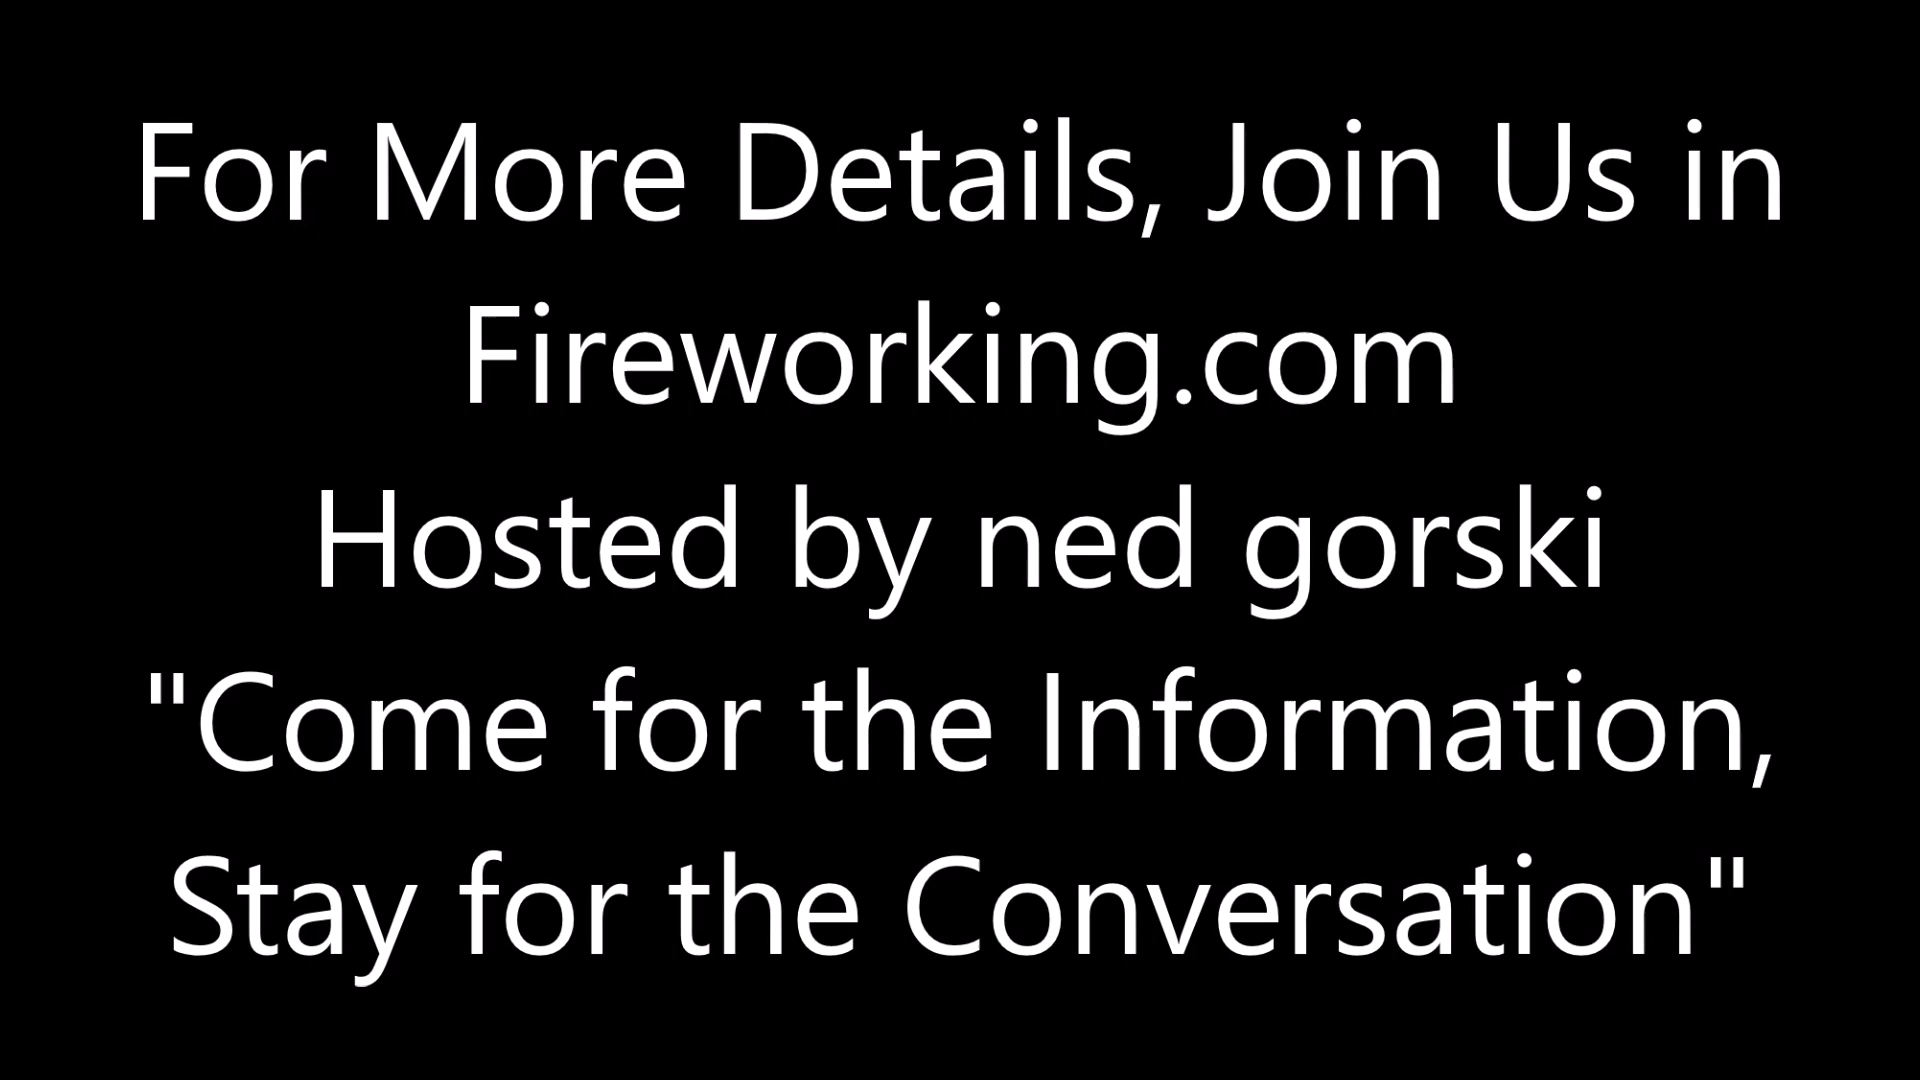 For More Details, Join Us in
Fireworking.com
Hosted by ned gorski
"Come for the Information,
Stay for the Conversation"